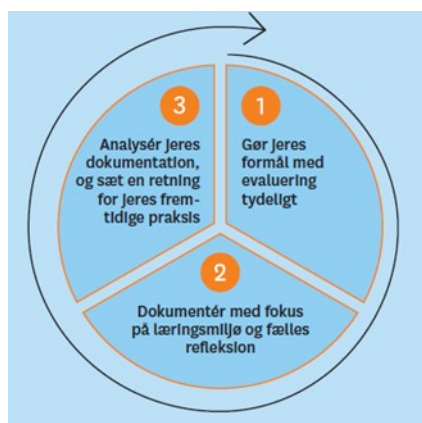 1
Gør jeres
formål med
evaluering
tydeligt
2
Dokumentér med fokus
på læringsmiljø og fælles
refleksion
3
Analysér jeres
dokumentation,
og sæt en retning
for jeres frem-
tidige praksis